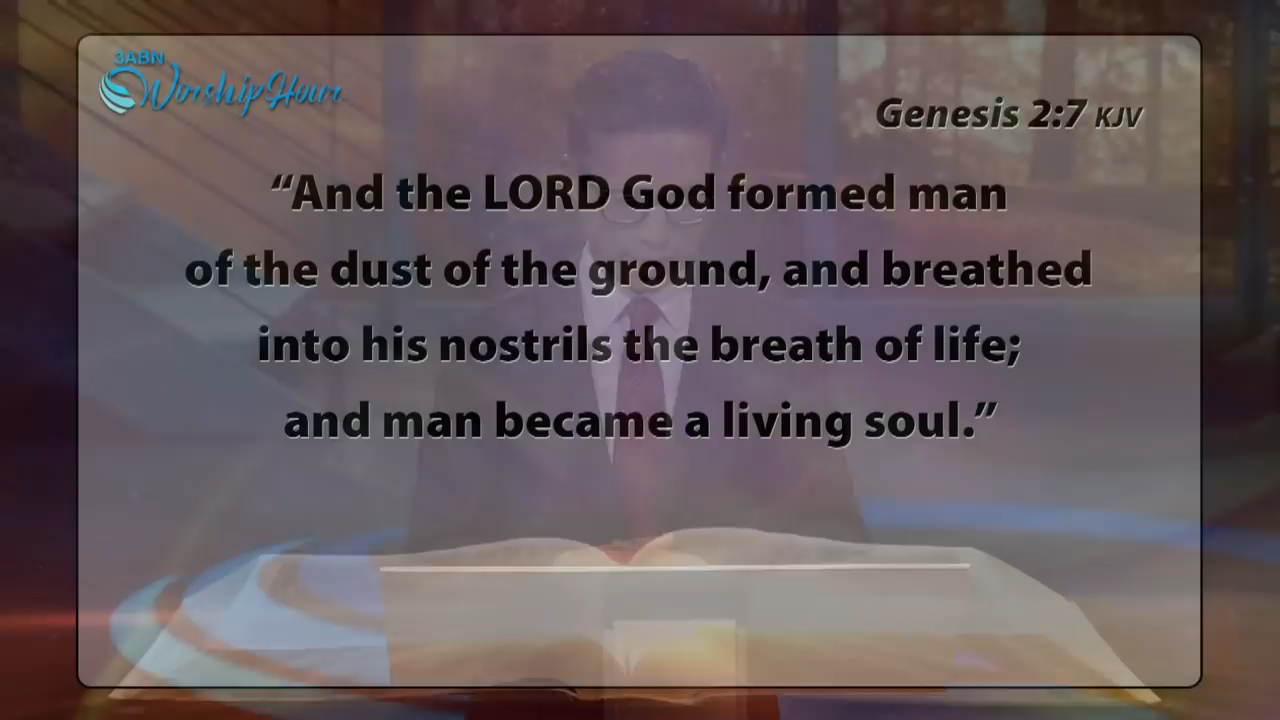 3ABN
Worship Hour
Genesis 2:7 KJV
“And the LORD God formed man
of the dust of the ground, and breathed
into his nostrils the breath of life;
and man became a living soul.”